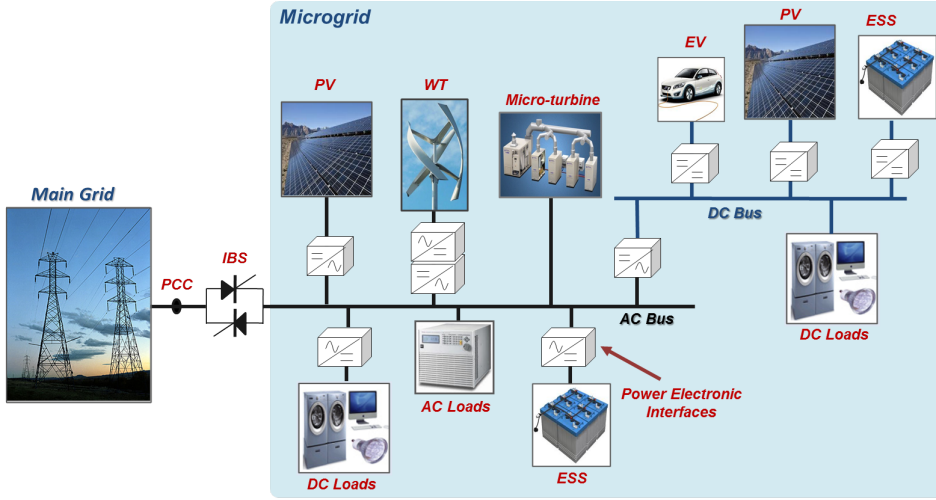 Microgrid
PV
WT
Micro-turbine
EV
PV
ESS
Main Grid
PCC
IBS
DC Bus
AC Bus
DC Loads
AC Loads
Power Electronic
Interfaces
DC Loads
ESS